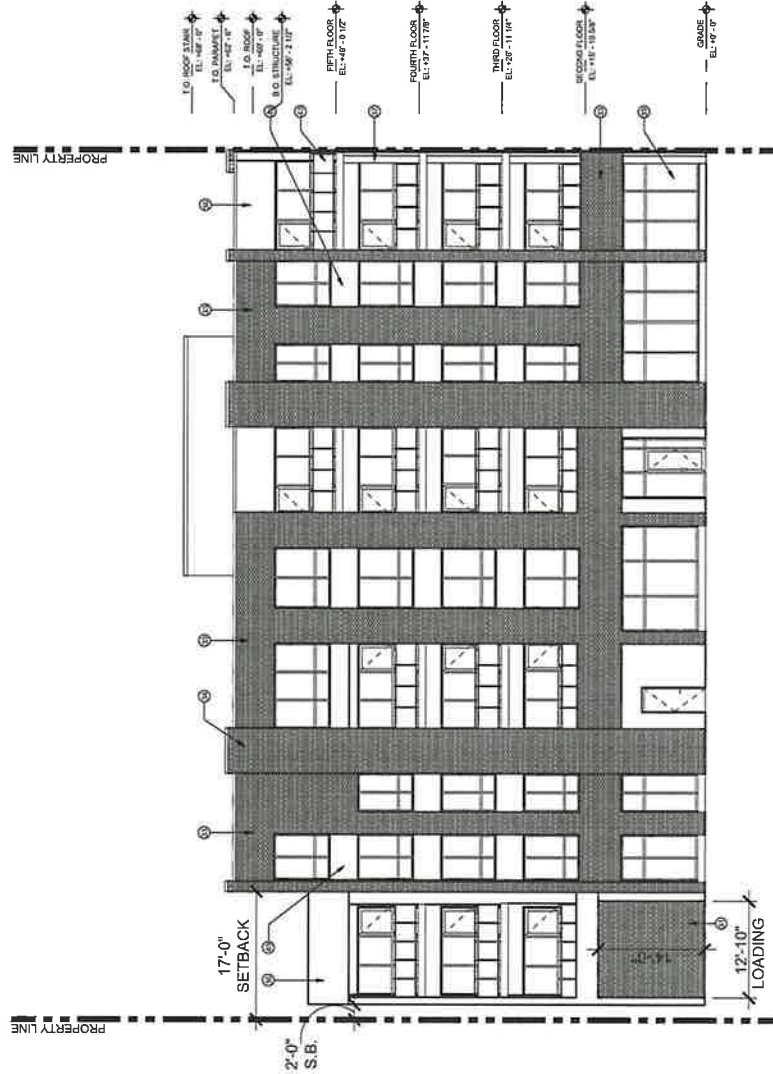 T.O. ROOF STAIR
EL: +68' - 0"
T.O. PARAPET
EL: +62' - 6"
T.O. ROOF
EL: +60' - 0"
B.O. STRUCTURE
EL: +58' - 2 1/2"
FIFTH FLOOR
EL: +49' - 0 1/2"
FOURTH FLOOR
EL: +37' - 11 7/8"
THIRD FLOOR
EL: +26' - 11 1/4"
SECOND FLOOR
EL: +15' - 10 5/8"
GRADE
EL: +0' - 0"
PROPERTY LINE
PROPERTY LINE
17'-0"
SETBACK
2'-0"
S.B.
14'-0"
12'-10"
LOADING